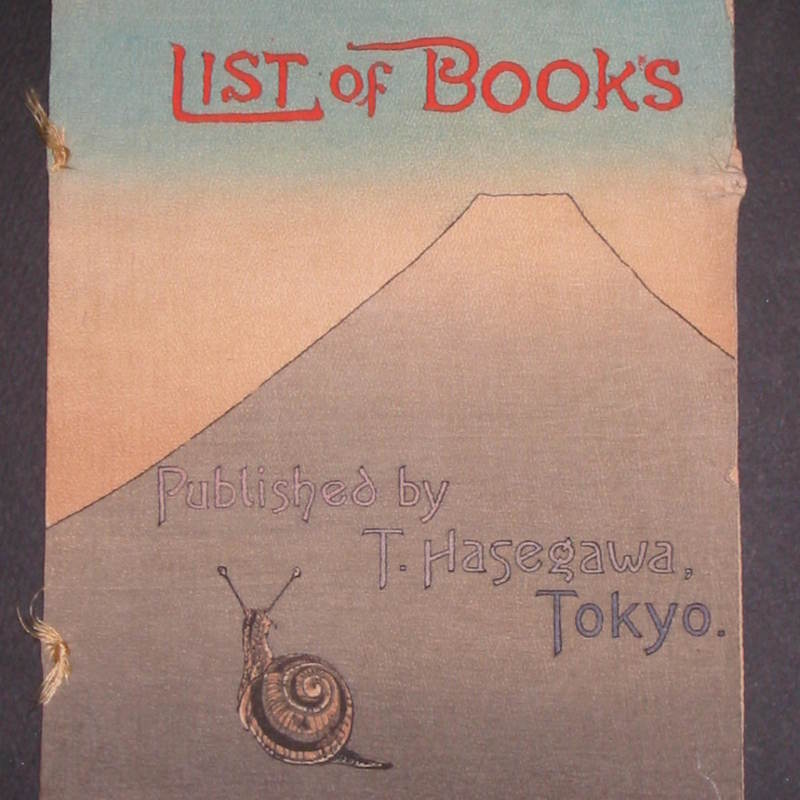 LIST OF BOOKS
Published by
T. Hasegawa,
Tokyo.